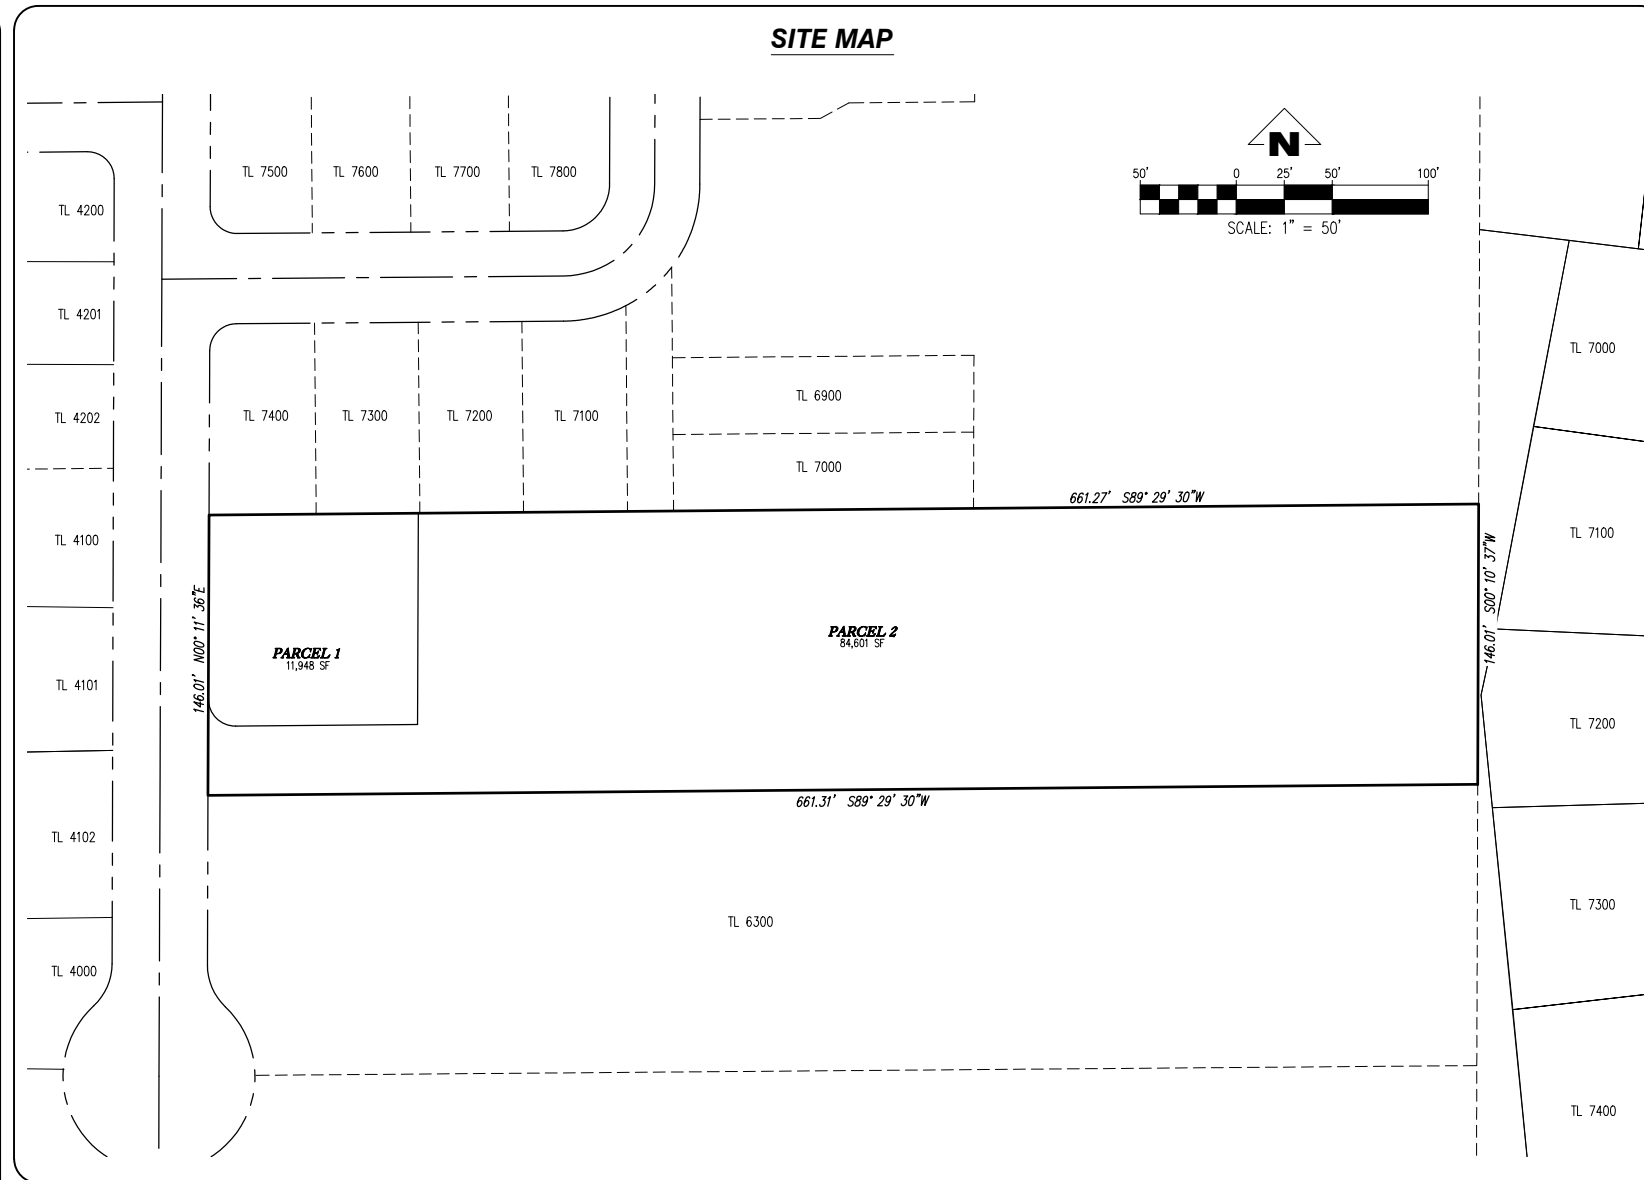 SITE MAP
N
50' 0 25' 50' 100'
SCALE: 1" = 50'
TL 7500
TL 7600
TL 7700
TL 7800
TL 4200
TL 4201
TL 4202
TL 4100
TL 4101
TL 4102
TL 4000
TL 7400
TL 7300
TL 7200
TL 7100
TL 6900
TL 7000
661.27' S89° 29' 30"W
146.01' N00° 11' 36"E
PARCEL 1
11,948 SF
PARCEL 2
84,601 SF
146.01' S00° 10' 37"W
661.31' S89° 29' 30"W
TL 6300
TL 7000
TL 7100
TL 7200
TL 7300
TL 7400